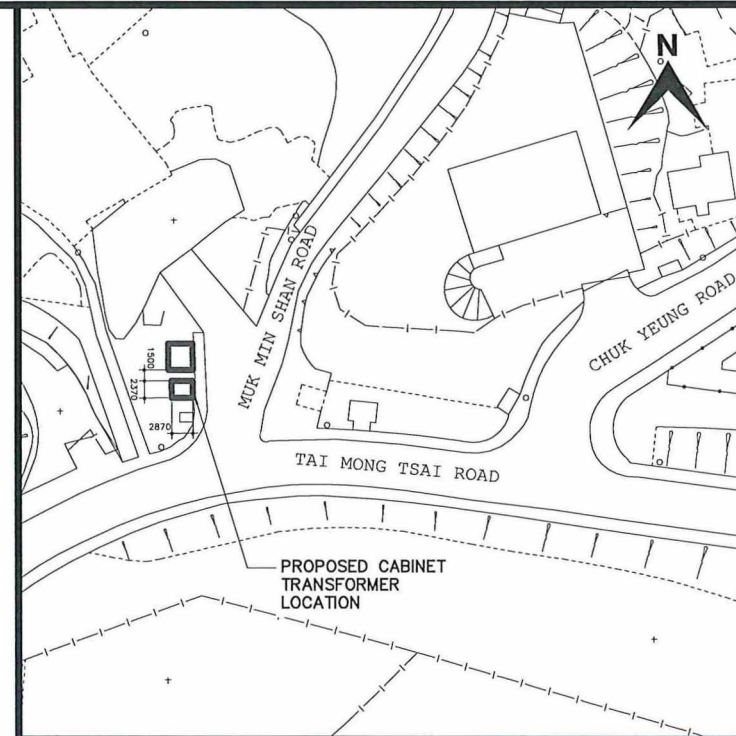 N
MUK MIN SHAN ROAD
CHUK YEUNG ROAD
1500
2370
2870
TAI MONG TSAI ROAD
PROPOSED CABINET
TRANSFORMER
LOCATION